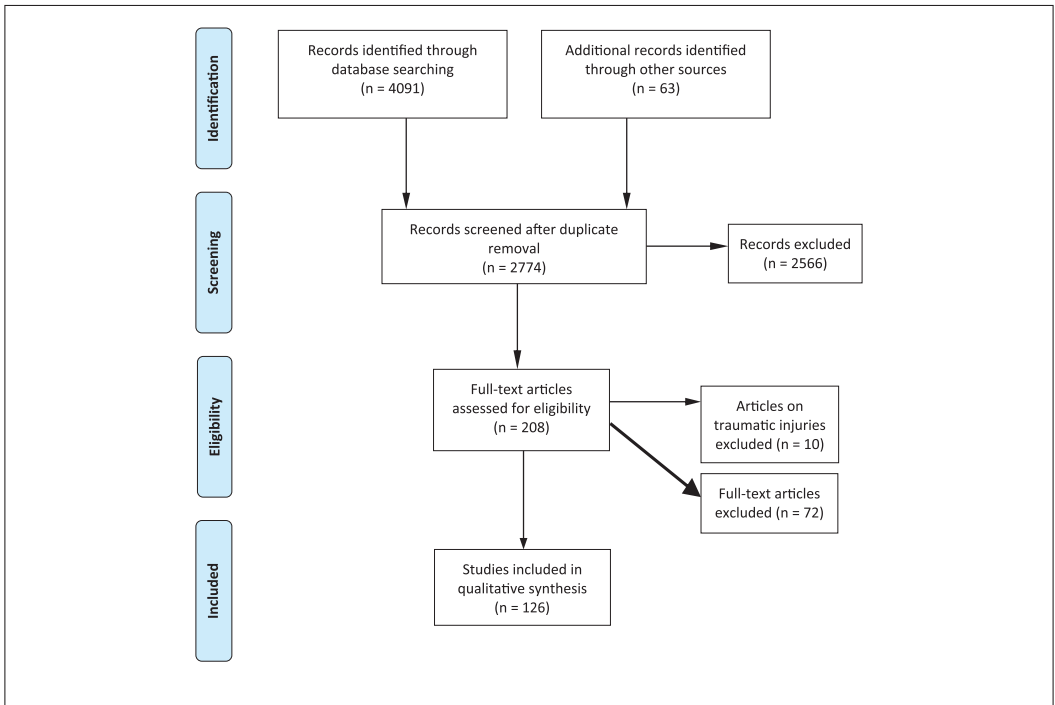 Identification
Records identified through
database searching
(n = 4091)
Additional records identified
through other sources
(n = 63)
Screening
Records screened after duplicate
removal
(n = 2774)
Records excluded
(n = 2566)
Eligibility
Full-text articles
assessed for eligibility
(n = 208)
Articles on
traumatic injuries
excluded (n = 10)
Full-text articles
excluded (n = 72)
Included
Studies included in
qualitative synthesis
(n = 126)